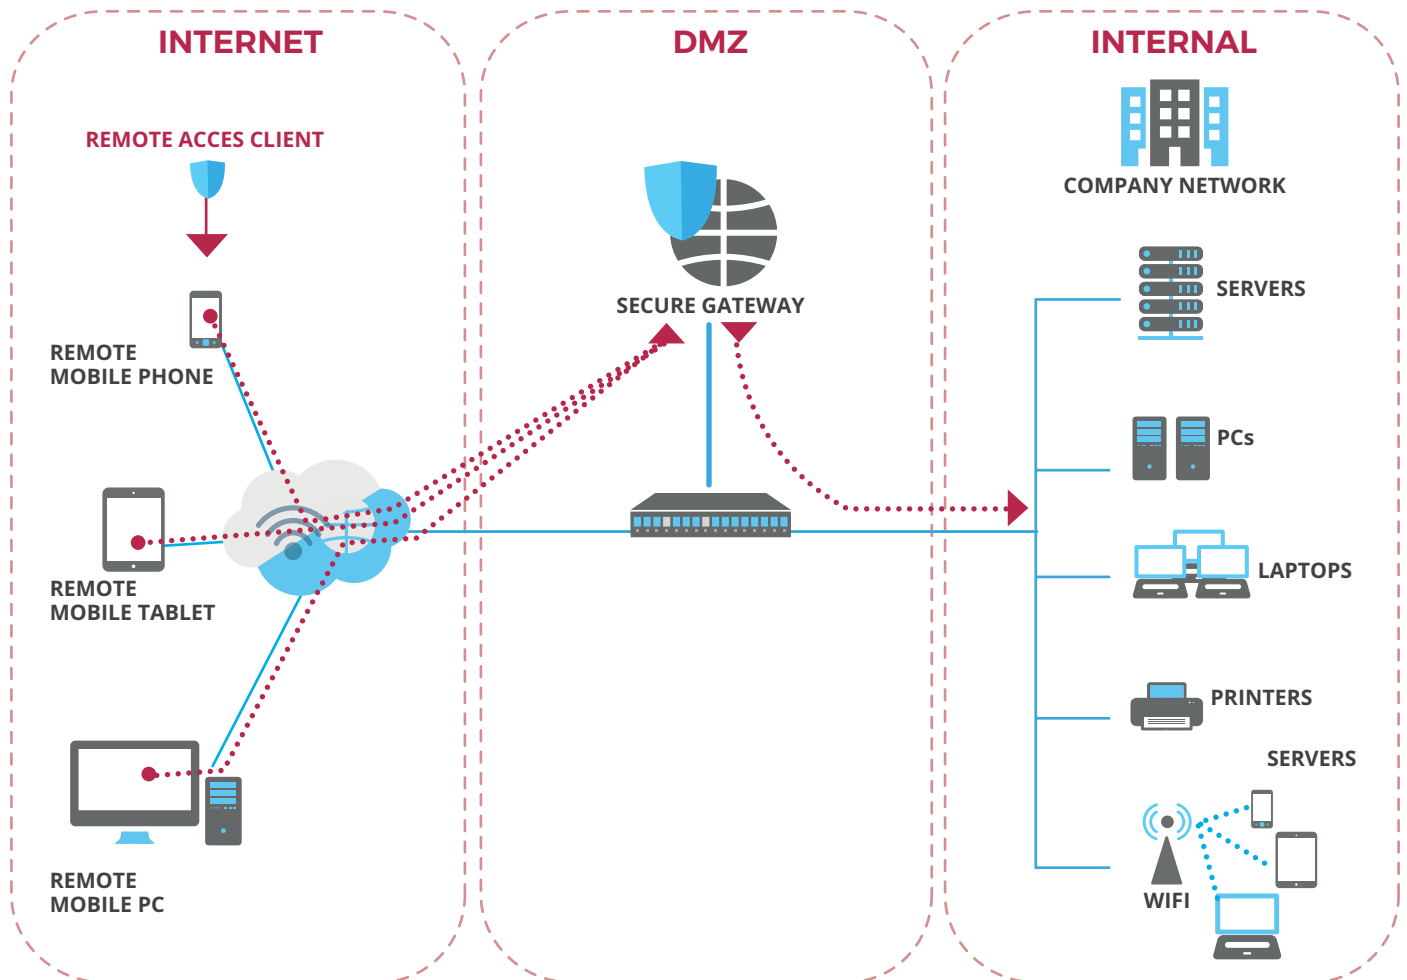 INTERNET
REMOTE ACCES CLIENT
REMOTE
MOBILE PHONE
REMOTE
MOBILE TABLET
REMOTE
MOBILE PC
DMZ
SECURE GATEWAY
INTERNAL
COMPANY NETWORK
SERVERS
PCs
LAPTOPS
PRINTERS
SERVERS
WIFI